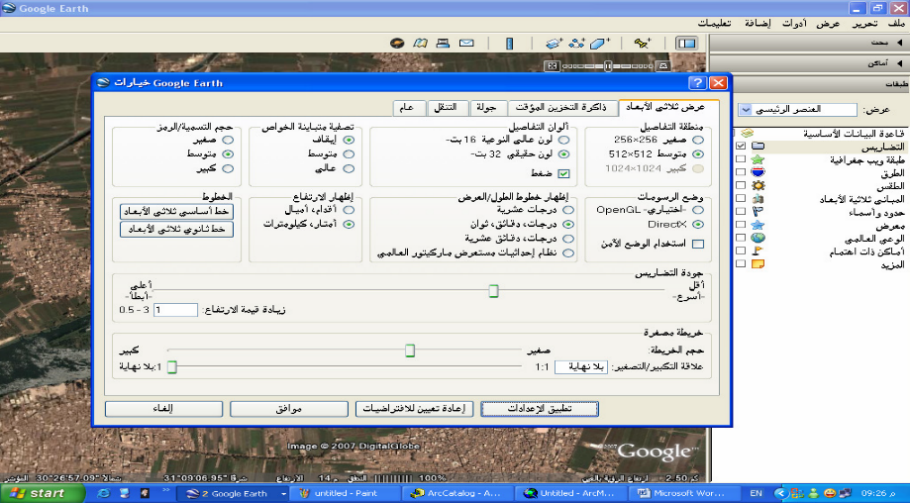 Google Earth
ملف تحرير عرض أدوات إضافة تعليمات
بحث
أماكن
طبقات
عرض: العنصر الرئيسي
قاعدة البيانات الأساسية
التضاريس
طبقة ويب جغرافية
الطرق
الطقس
المباني ثلاثية الأبعاد
حدود وأسماء
معرض
الوعي العالمي
أماكن ذات اهتمام
المزيد
خيارات Google Earth
عرض ثلاثي الأبعاد ذاكرة التخزين المؤقت جولة التنقل عام
منطقة التفاصيل
صغير 256×256
متوسط 512×512
كبير 1024×1024
ألوان التفاصيل
لون عالي النوعية 16 بت-
لون حقيقي 32 بت-
ضغط
تصفية متباينة الخواص
إيقاف
متوسط
عالي
حجم التسمية/الرمز
صغير
متوسط
كبير
وضع الرسومات
OpenGL -اختياري-
DirectX
استخدام الوضع الآمن
إظهار خطوط الطول/العرض
درجات عشرية
درجات، دقائق، ثوان
درجات، دقائق عشرية
نظام إحداثيات مستعرض ماركيتور العالمي
إظهار الارتفاع
أقدام، أميال
أمتار، كيلومترات
الخطوط
خط أساسي ثلاثي الأبعاد
خط ثانوي ثلاثي الأبعاد
جودة التضاريس
أقل أعلى
-أسرع- -أبطأ-
زيادة قيمة الارتفاع: 1 0.5 - 3
خريطة مصغرة
حجم الخريطة: صغير كبير
علاقة التكبير/التصغير: بلا نهاية 1:1 1:بلا نهاية
تطبيق الإعدادات إعادة تعيين للافتراضيات موافق إلغاء
Image © 2007 DigitalGlobe
©2007 Google
100%
start 2 Google Earth untitled - Paint ArcCatalog - A... Untitled - ArcM... Microsoft Wor... EN 09:26 م